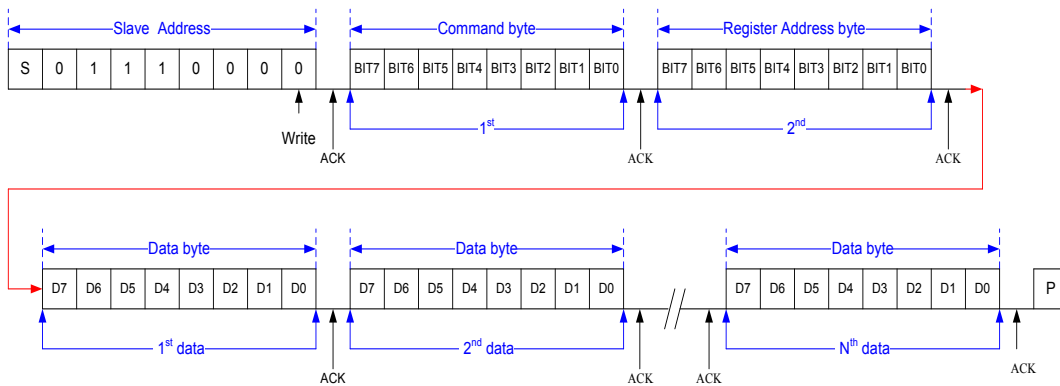 Slave Address Command byte Register Address byte
S 0 1 1 1 0 0 0 0 BIT7 BIT6 BIT5 BIT4 BIT3 BIT2 BIT1 BIT0 BIT7 BIT6 BIT5 BIT4 BIT3 BIT2 BIT1 BIT0
1st 2nd
Write ACK ACK ACK
Data byte Data byte Data byte
D7 D6 D5 D4 D3 D2 D1 D0 D7 D6 D5 D4 D3 D2 D1 D0 D7 D6 D5 D4 D3 D2 D1 D0 P
1st data 2nd data Nth data
ACK ACK ACK ACK